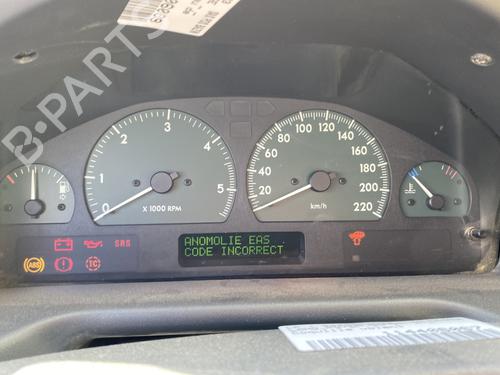 B-PARTS
0
1
2
3
4
5
X 1000 RPM
20
40
60
80
100
120
140
160
180
200
220
km/h
SRS
ABS
TC
ANOMOLIE EAS
CODE INCORRECT